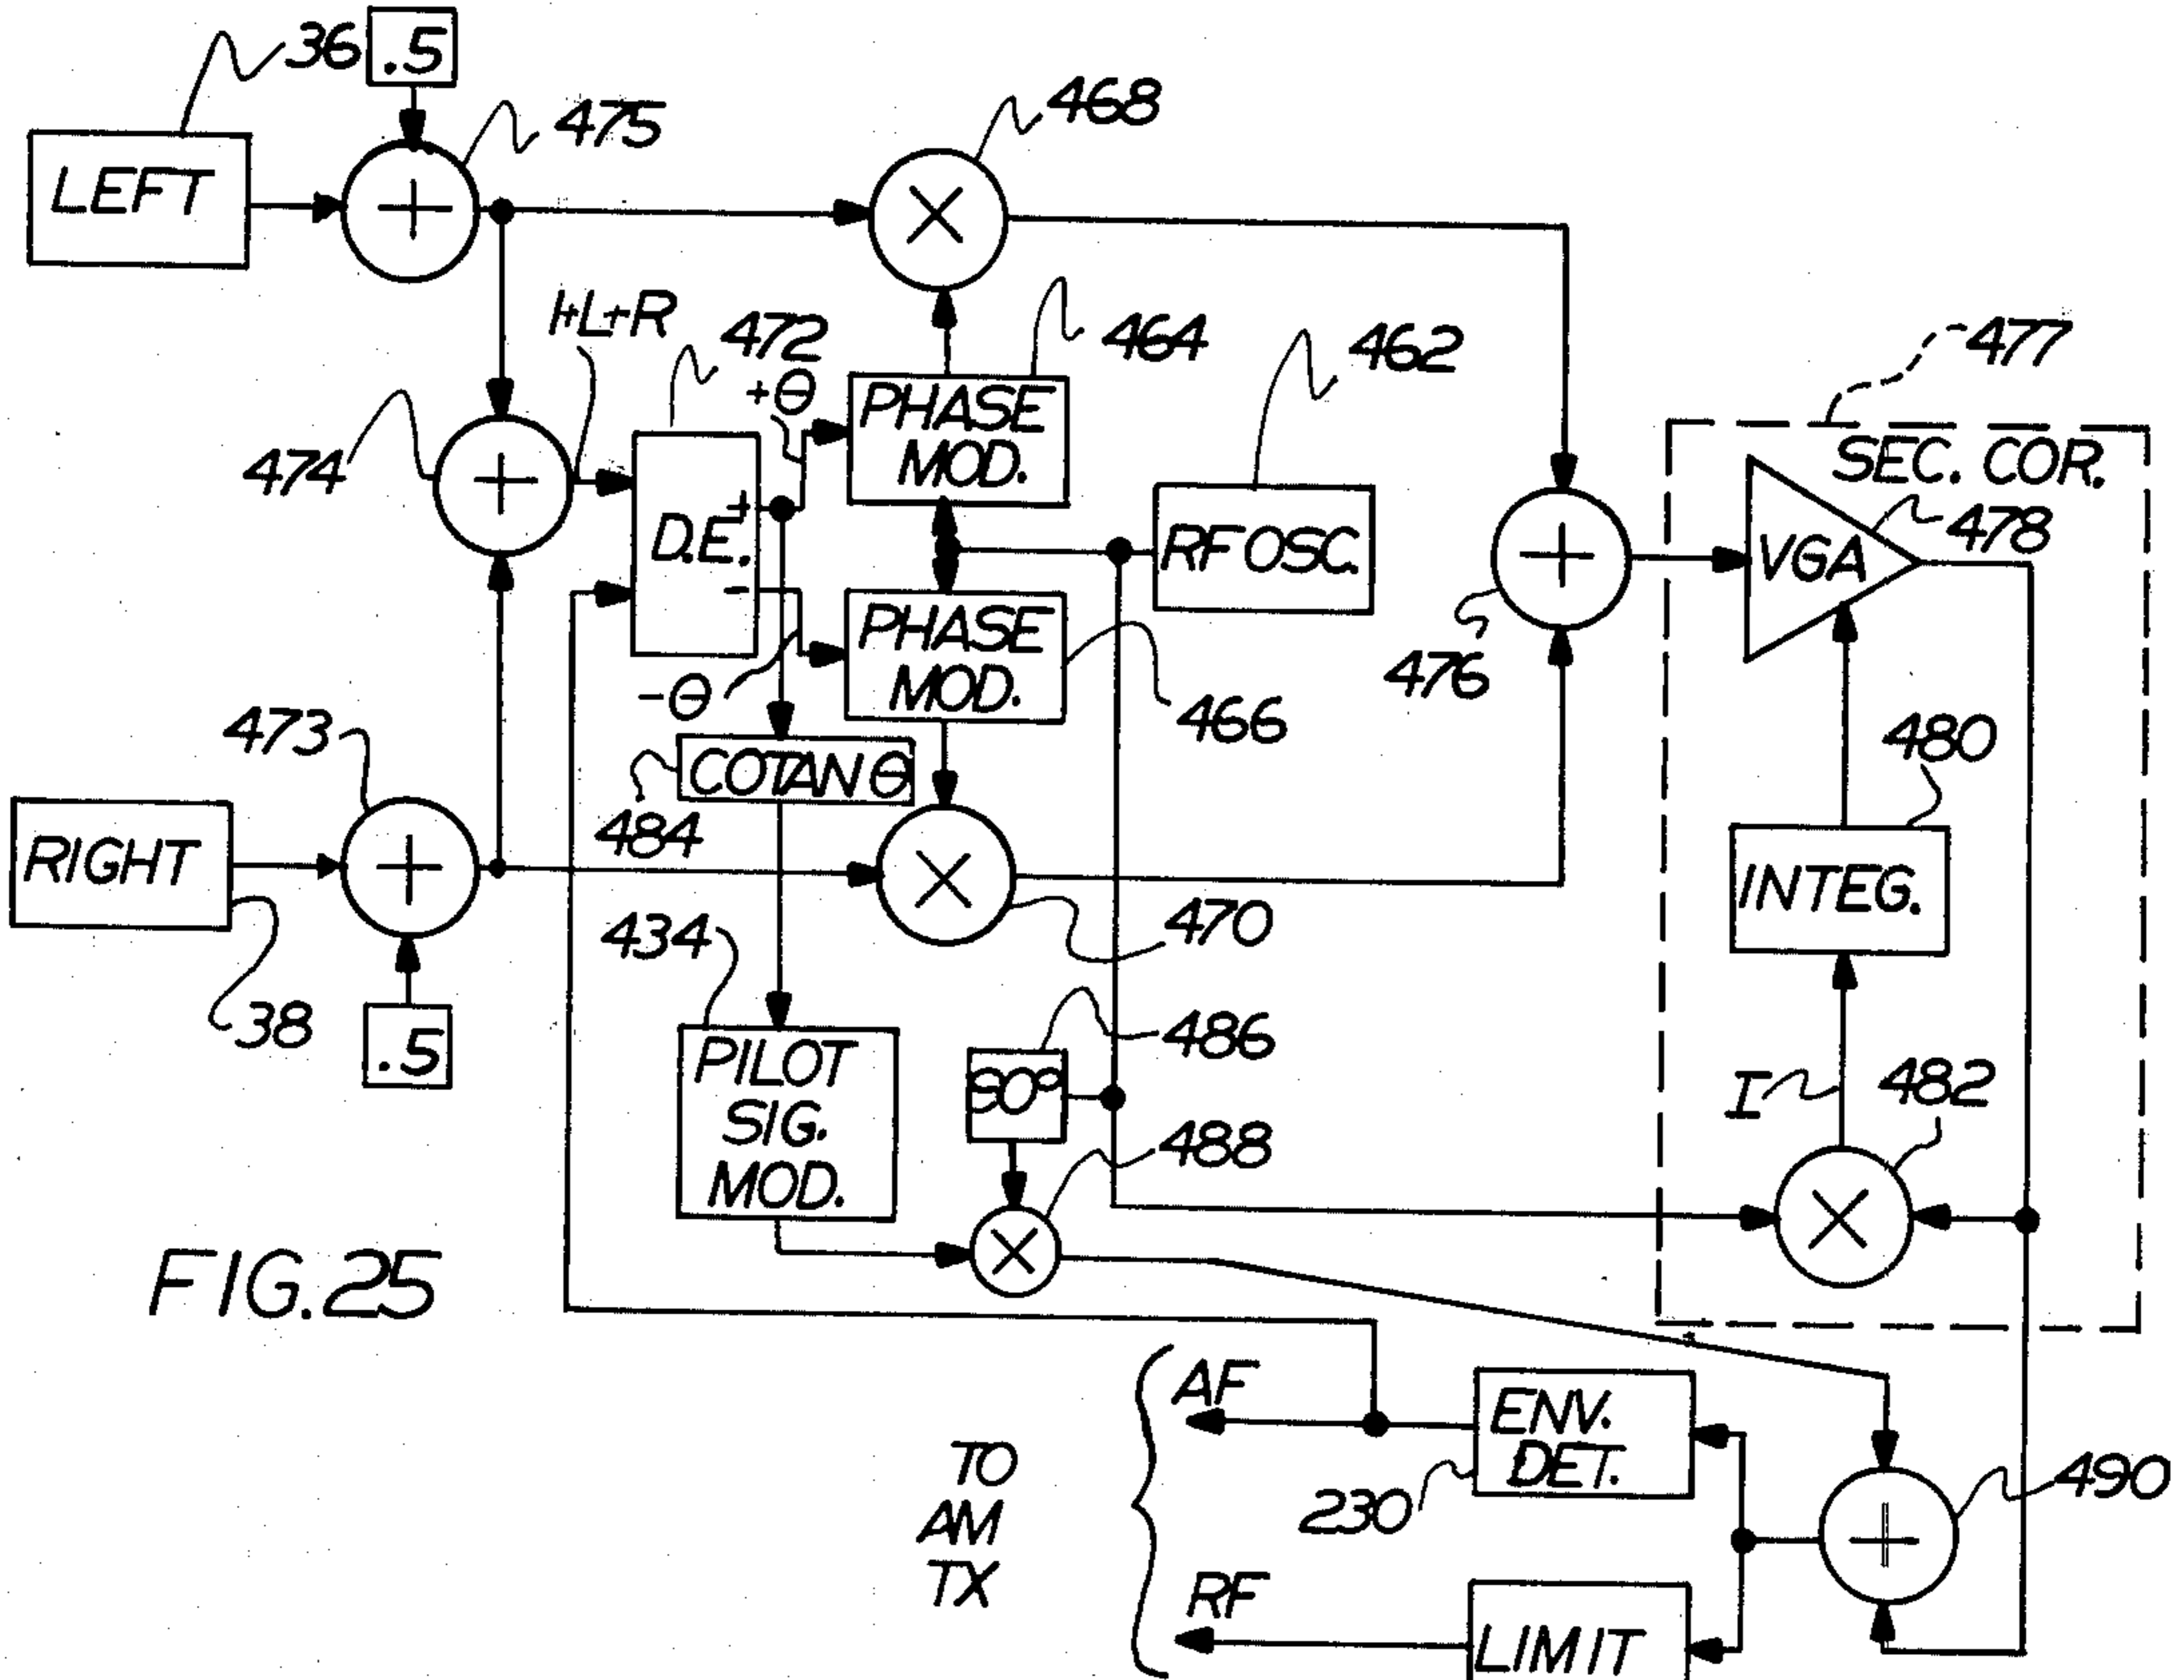 36
.5
475
468
LEFT
+
×
1+L+R
472
+θ
464
462
477
PHASE
MOD.
SEC. COR.
474
+
D.E.
+
-
RF OSC.
+
VGA
478
PHASE
MOD.
-θ
466
476
473
COTAN θ
484
480
RIGHT
+
×
470
INTEG.
434
38
.5
486
PILOT
SIG.
MOD.
90°
488
I
482
×
×
FIG. 25
AF
ENV.
DET.
TO
AM
TX
230
490
+
RF
LIMIT